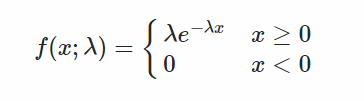 f(x; λ) = { λe^{−λx} x ≥ 0
0 x < 0